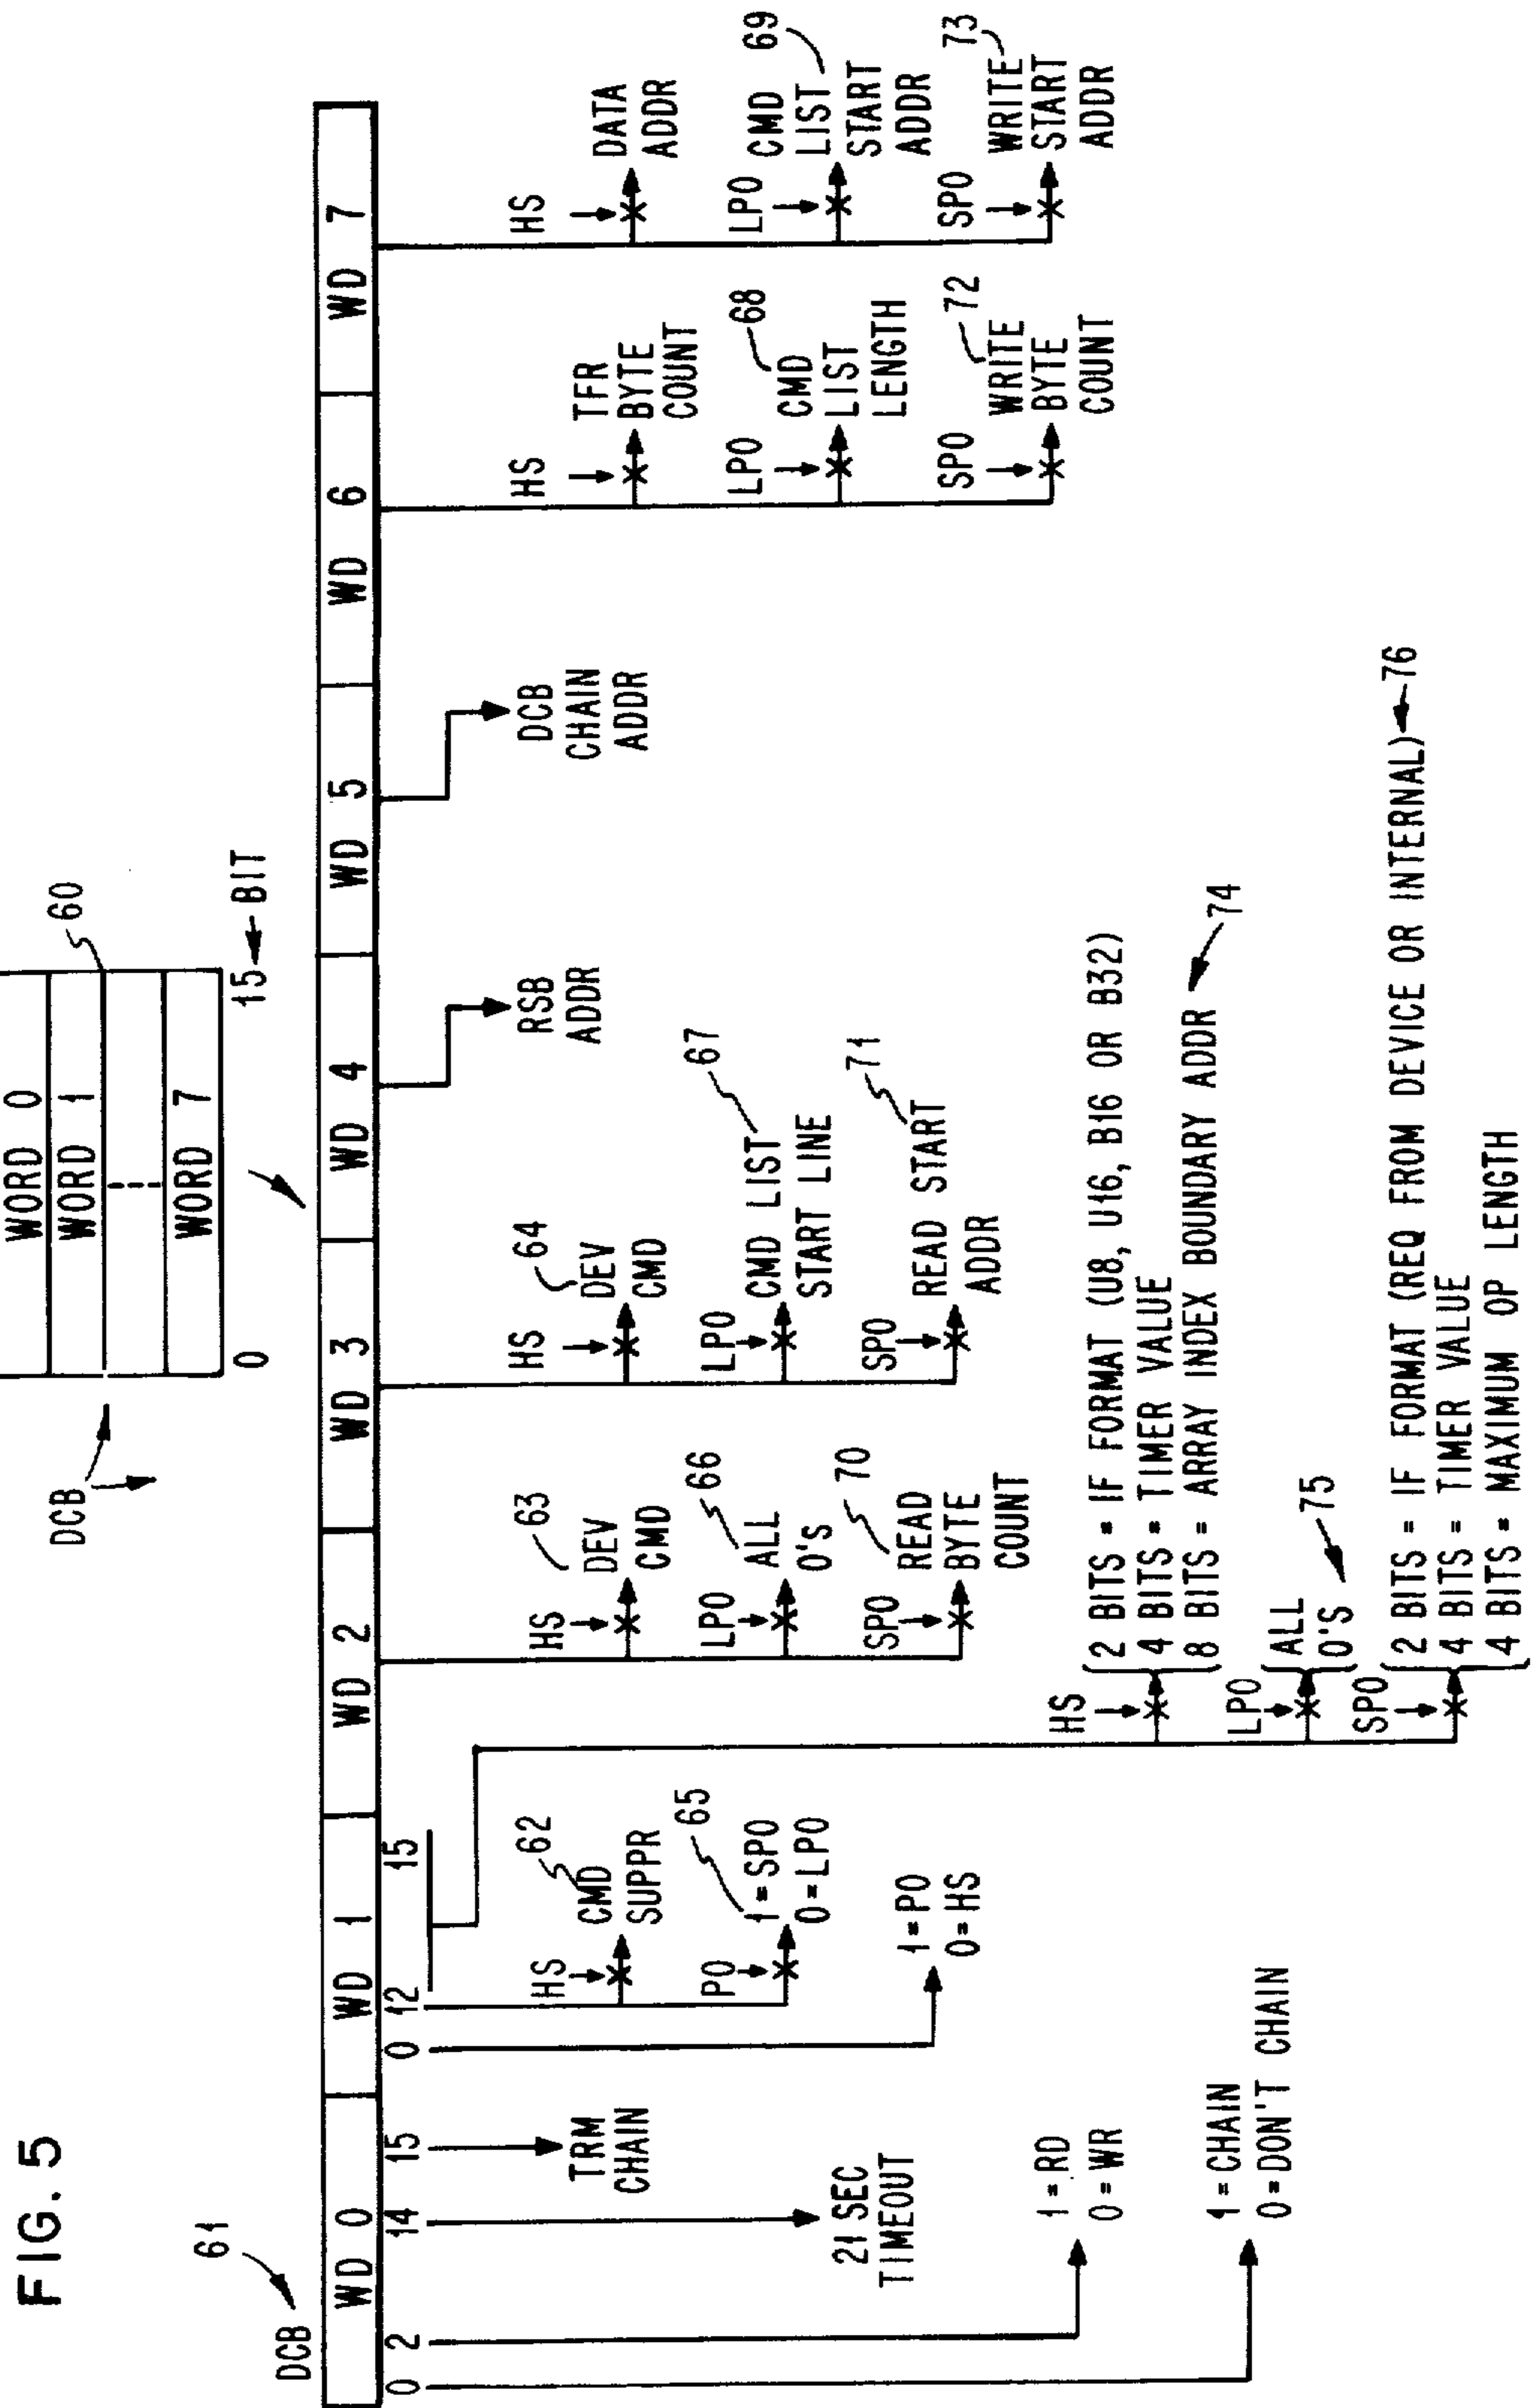 FIG. 5
DCB
WORD 0
WORD 1
WORD 7
60
0
15 BIT
61
DCB
WD 0
WD 1
WD 2
WD 3
WD 4
WD 5
WD 6
WD 7
0
2
14
15
0
12
15
TRM
CHAIN
21 SEC
TIMEOUT
1 = RD
0 = WR
1 = CHAIN
0 = DON'T CHAIN
HS
62
CMD
SUPPR
PO
65
1 = SPO
0 = LPO
1 = PO
0 = HS
HS
63
DEV
CMD
LPO
66
ALL
0'S
SPO
70
READ
BYTE
COUNT
HS
64
DEV
CMD
LPO
67
CMD LIST
START LINE
SPO
71
READ START
ADDR
RSB
ADDR
DCB
CHAIN
ADDR
HS
TFR
BYTE
COUNT
LPO
68
CMD
LIST
LENGTH
SPO
72
WRITE
BYTE
COUNT
HS
DATA
ADDR
LPO
69
CMD
LIST
START
ADDR
SPO
73
WRITE
START
ADDR
HS
2 BITS = IF FORMAT (U8, U16, B16 OR B32)
4 BITS = TIMER VALUE
8 BITS = ARRAY INDEX BOUNDARY ADDR
74
LPO
ALL
0'S
75
SPO
2 BITS = IF FORMAT (REQ FROM DEVICE OR INTERNAL)
76
4 BITS = TIMER VALUE
4 BITS = MAXIMUM OP LENGTH